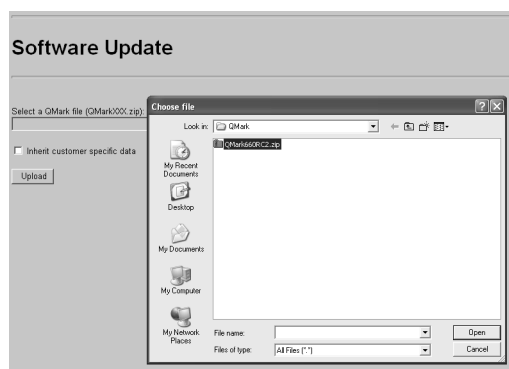 Software Update
Select a QMark file (QMarkXXX.zip):
Inherit customer specific data
Upload
Choose file
Look in:
QMark
QMark660RC2.zip
My Recent
Documents
Desktop
My Documents
My Computer
My Network
Places
File name:
Open
Files of type:
All Files (*.*)
Cancel